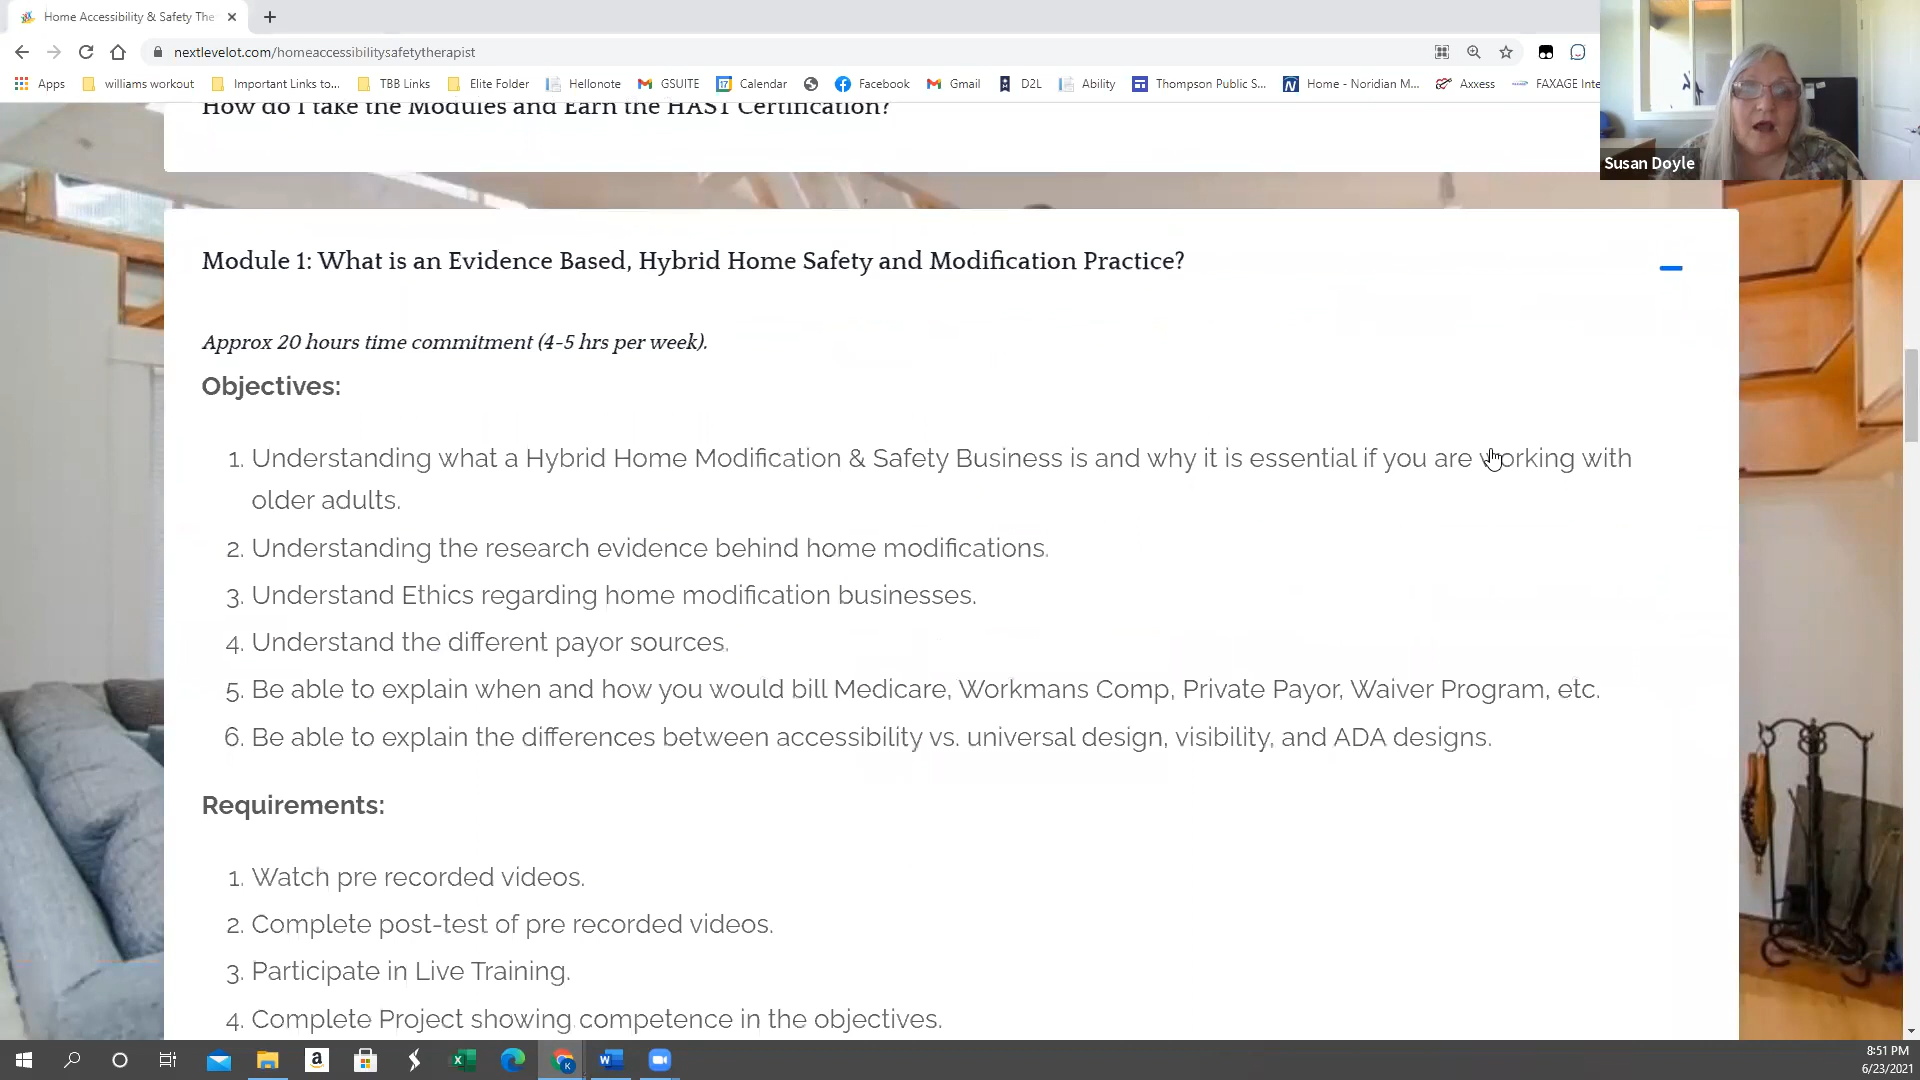 Home Accessibility & Safety The
nextlevelot.com/homeaccessibilitysafetytherapist
Apps williams workout Important Links to... TBB Links Elite Folder Hellonote GSUITE Calendar Facebook Gmail D2L Ability Thompson Public S... Home - Noridian M... Axxess FAXAGE Inte
How do I take the Modules and Earn the HAST Certification?
Susan Doyle
Module 1: What is an Evidence Based, Hybrid Home Safety and Modification Practice?
Approx 20 hours time commitment (4-5 hrs per week).
Objectives:
1. Understanding what a Hybrid Home Modification & Safety Business is and why it is essential if you are working with
older adults.
2. Understanding the research evidence behind home modifications.
3. Understand Ethics regarding home modification businesses.
4. Understand the different payor sources.
5. Be able to explain when and how you would bill Medicare, Workmans Comp, Private Payor, Waiver Program, etc.
6. Be able to explain the differences between accessibility vs. universal design, visibility, and ADA designs.
Requirements:
1. Watch pre recorded videos.
2. Complete post-test of pre recorded videos.
3. Participate in Live Training.
4. Complete Project showing competence in the objectives.
8:51 PM
6/23/2021